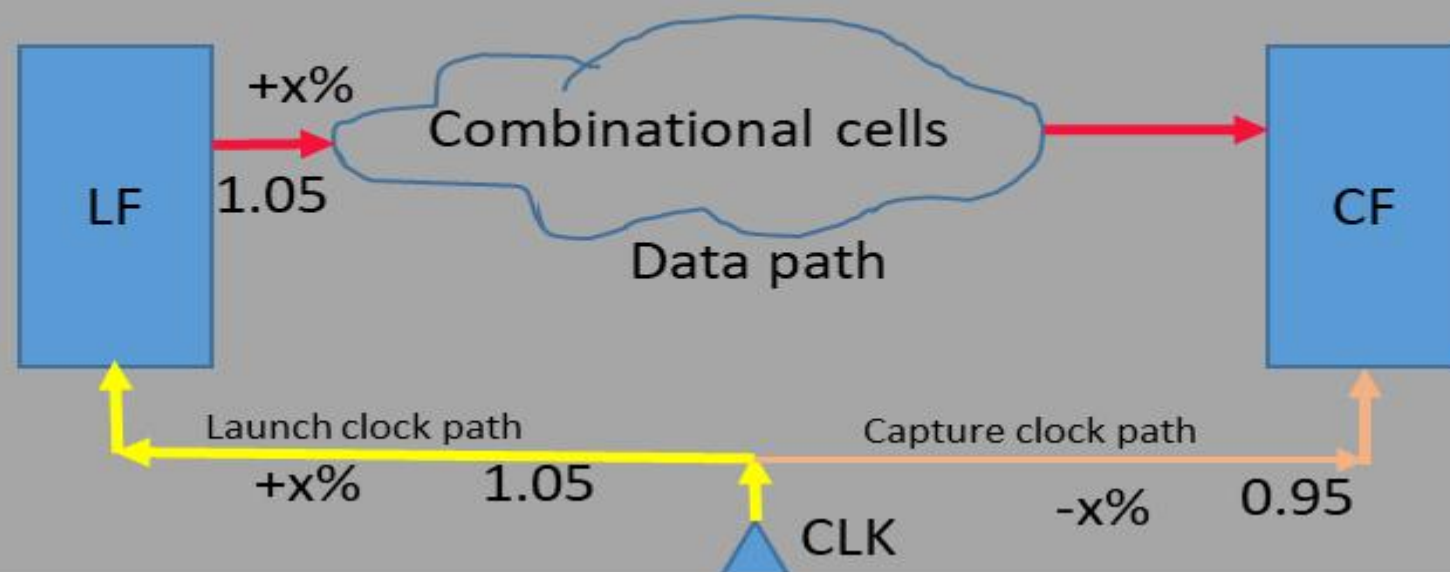 +x%
Combinational cells
LF
1.05
CF
Data path
Launch clock path
Capture clock path
+x%
1.05
-x%
0.95
CLK